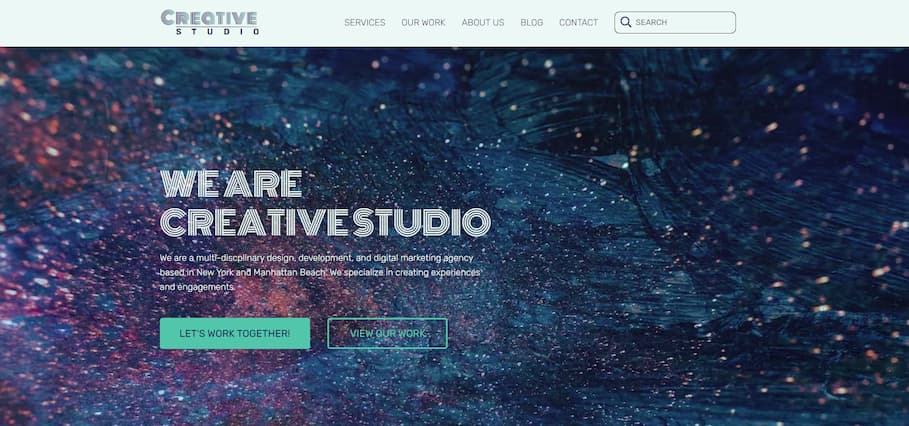 Creative
STUDIO
SERVICES OUR WORK ABOUT US BLOG CONTACT SEARCH
WE ARE
CREATIVE STUDIO
We are a multi-discplinary design, development, and digital marketing agency
based in New York and Manhattan Beach. We specialize in creating experiences
and engagements.
LET'S WORK TOGETHER! VIEW OUR WORK